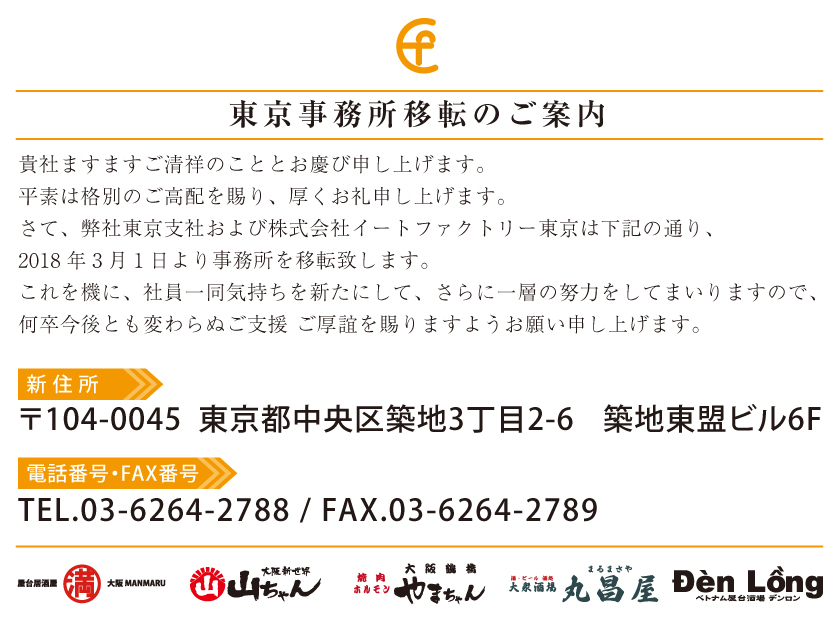 東京事務所移転のご案内
貴社ますますご清祥のこととお慶び申し上げます。
平素は格別のご高配を賜り、厚くお礼申し上げます。
さて、弊社東京支社および株式会社イートファクトリー東京は下記の通り、
2018年3月1日より事務所を移転致します。
これを機に、社員一同気持ちを新たにして、さらに一層の努力をしてまいりますので、
何卒今後とも変わらぬご支援 ご厚誼を賜りますようお願い申し上げます。
新住所
〒104-0045 東京都中央区築地3丁目2-6 築地東盟ビル6F
電話番号・FAX番号
TEL.03-6264-2788 / FAX.03-6264-2789
屋台居酒屋 満 大阪 MANMARU
山 大阪新世界 山ちゃん
焼肉 ホルモン 大阪鶴橋 やまちゃん
大衆酒場 まるまさや 丸昌屋
Đèn Lồng
ベトナム屋台酒場 デンロン